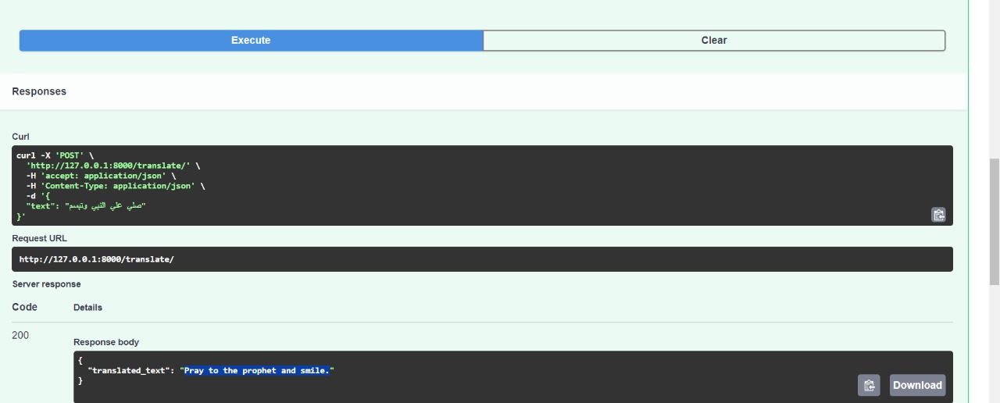 Execute
Clear
Responses
Curl
curl -X 'POST' \
'http://127.0.0.1:8000/translate/' \
-H 'accept: application/json' \
-H 'Content-Type: application/json' \
-d '{
"text": "صلي علي النبي وتبسم"
}'
Request URL
http://127.0.0.1:8000/translate/
Server response
Code
Details
200
Response body
{
"translated_text": "Pray to the prophet and smile."
}
Download